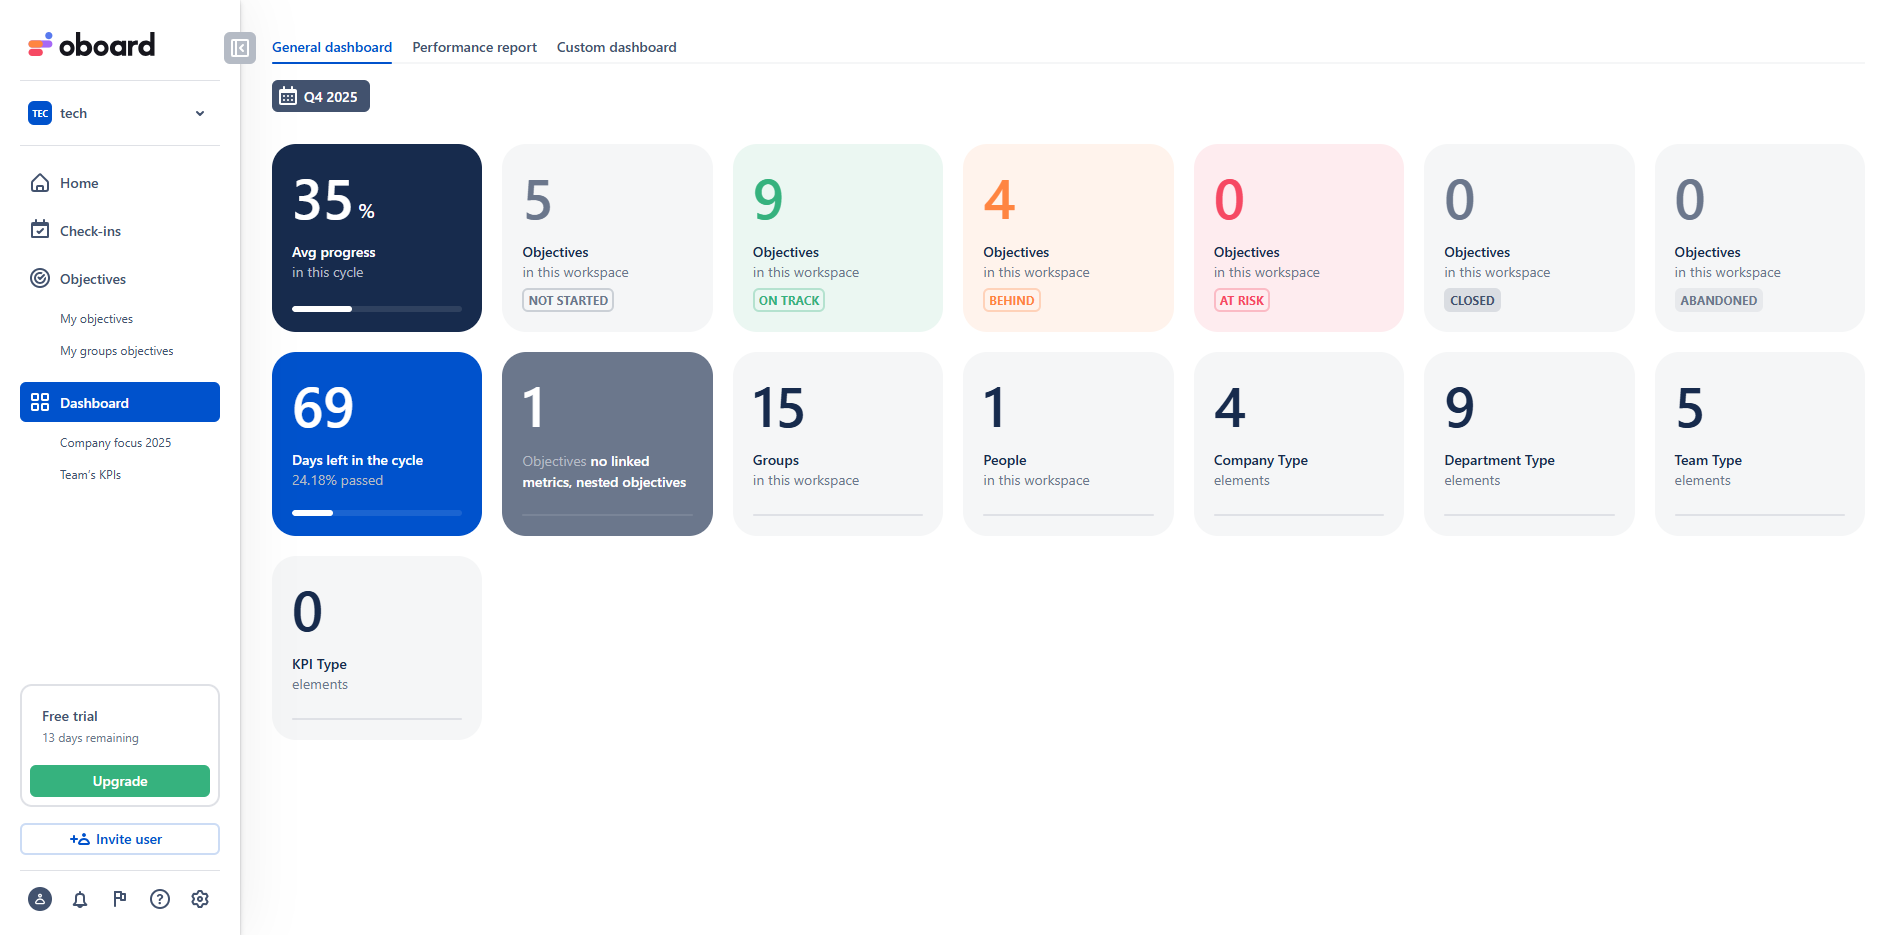 oboard
TEC tech
Home
Check-ins
Objectives
My objectives
My groups objectives
Dashboard
Company focus 2025
Team's KPIs
Free trial
13 days remaining
Upgrade
Invite user
General dashboard
Performance report
Custom dashboard
Q4 2025
35 %
Avg progress
in this cycle
5
Objectives
in this workspace
NOT STARTED
9
Objectives
in this workspace
ON TRACK
4
Objectives
in this workspace
BEHIND
0
Objectives
in this workspace
AT RISK
0
Objectives
in this workspace
CLOSED
0
Objectives
in this workspace
ABANDONED
69
Days left in the cycle
24.18% passed
1
Objectives no linked
metrics, nested objectives
15
Groups
in this workspace
1
People
in this workspace
4
Company Type
elements
9
Department Type
elements
5
Team Type
elements
0
KPI Type
elements